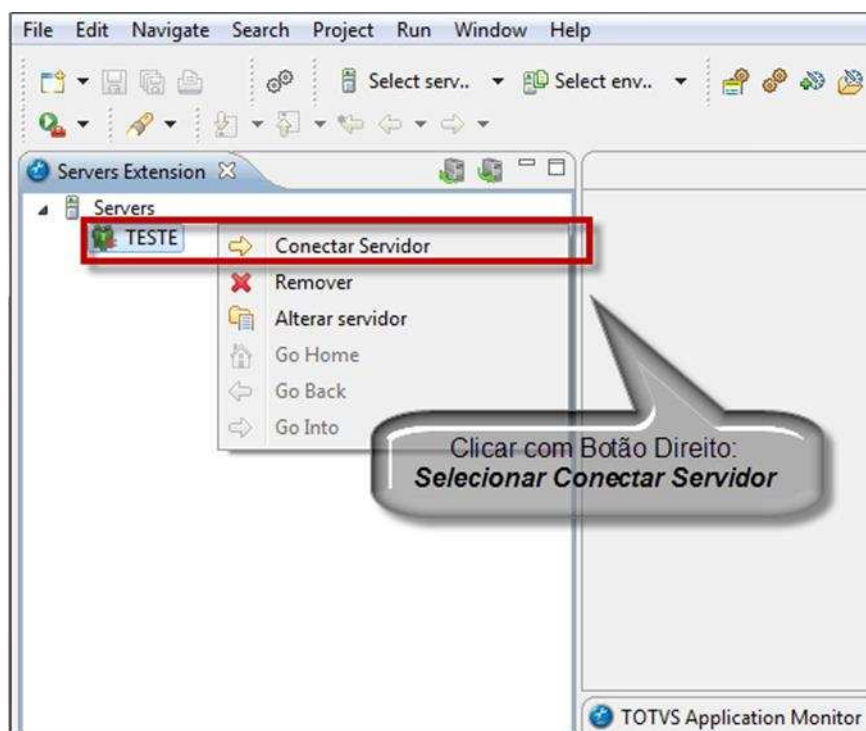 File Edit Navigate Search Project Run Window Help
Select serv.. Select env..
Servers Extension
Servers
TESTE
Conectar Servidor
Remover
Alterar servidor
Go Home
Go Back
Go Into
Clicar com Botão Direito:
Selecionar Conectar Servidor
TOTVS Application Monitor